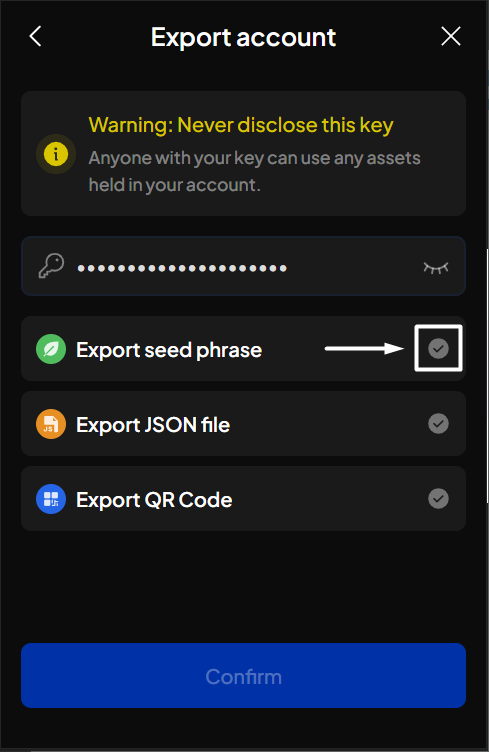 Export account
Warning: Never disclose this key
Anyone with your key can use any assets
held in your account.
•••••••••••••••••••••
Export seed phrase
JS
Export JSON file
Export QR Code
Confirm